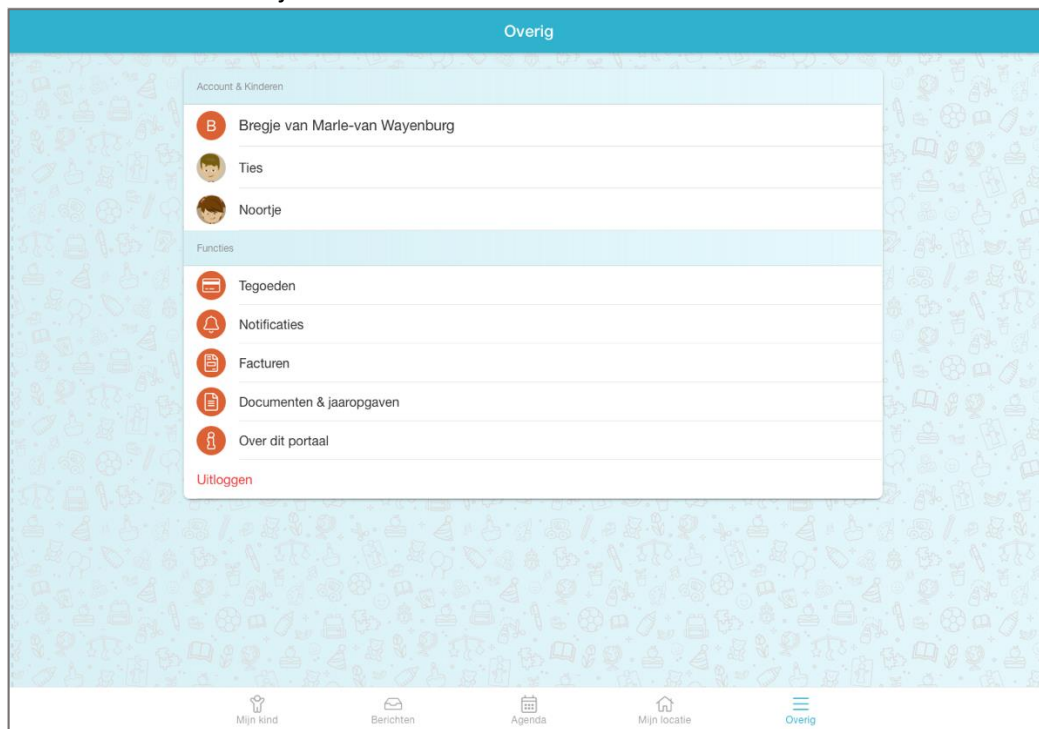 Overig
Account & Kinderen
B
Bregje van Marle-van Wayenburg
Ties
Noortje
Functies
Tegoeden
Notificaties
Facturen
Documenten & jaaropgaven
Over dit portaal
Uitloggen
Mijn kind
Berichten
Agenda
Mijn locatie
Overig